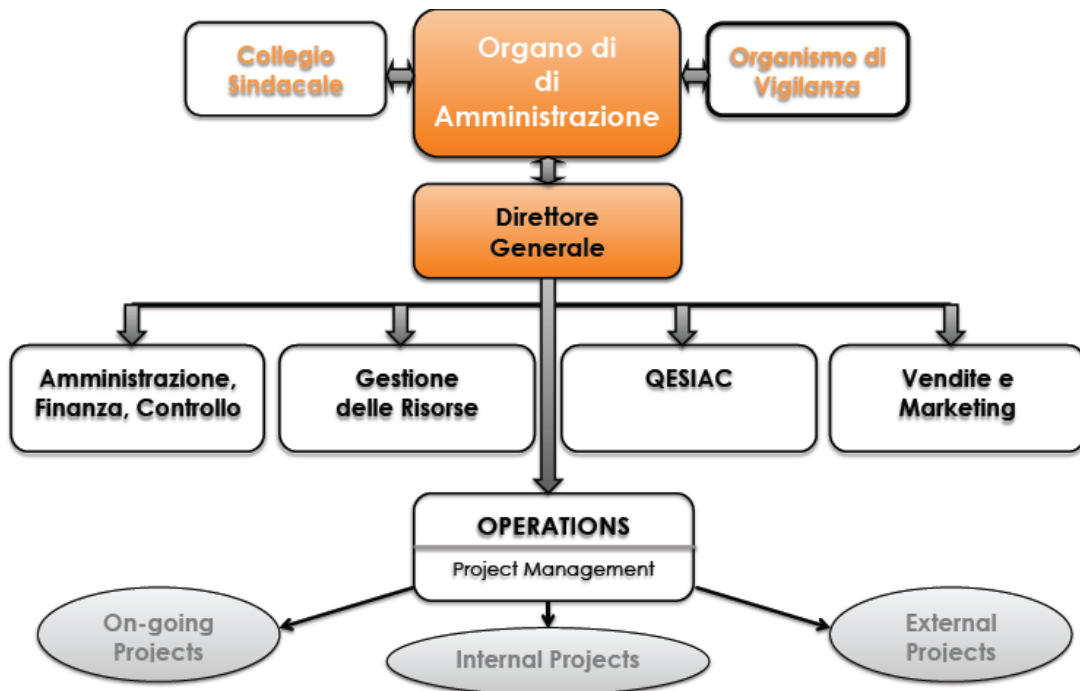 Collegio
Sindacale
Organo di
di
Amministrazione
Organismo di
Vigilanza
Direttore
Generale
Amministrazione,
Finanza, Controllo
Gestione
delle Risorse
QESIAC
Vendite e
Marketing
OPERATIONS
Project Management
On-going
Projects
Internal Projects
External
Projects